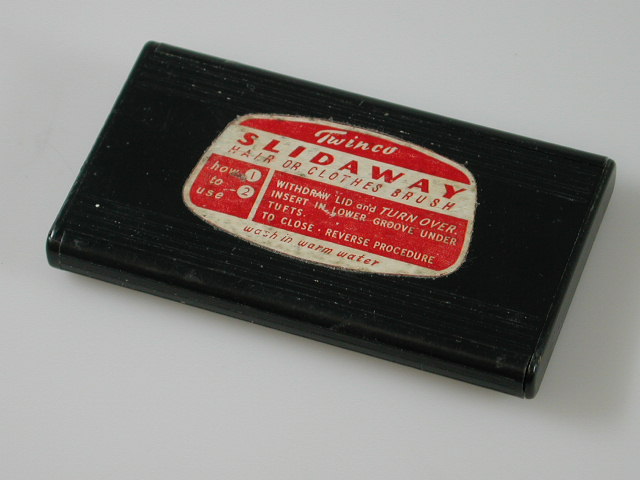 Twinco
SLIDAWAY
HAIR OR CLOTHES BRUSH
how to use
1 WITHDRAW LID and TURN OVER.
2 INSERT IN LOWER GROOVE UNDER
TUFTS.
TO CLOSE · REVERSE PROCEDURE
wash in warm water